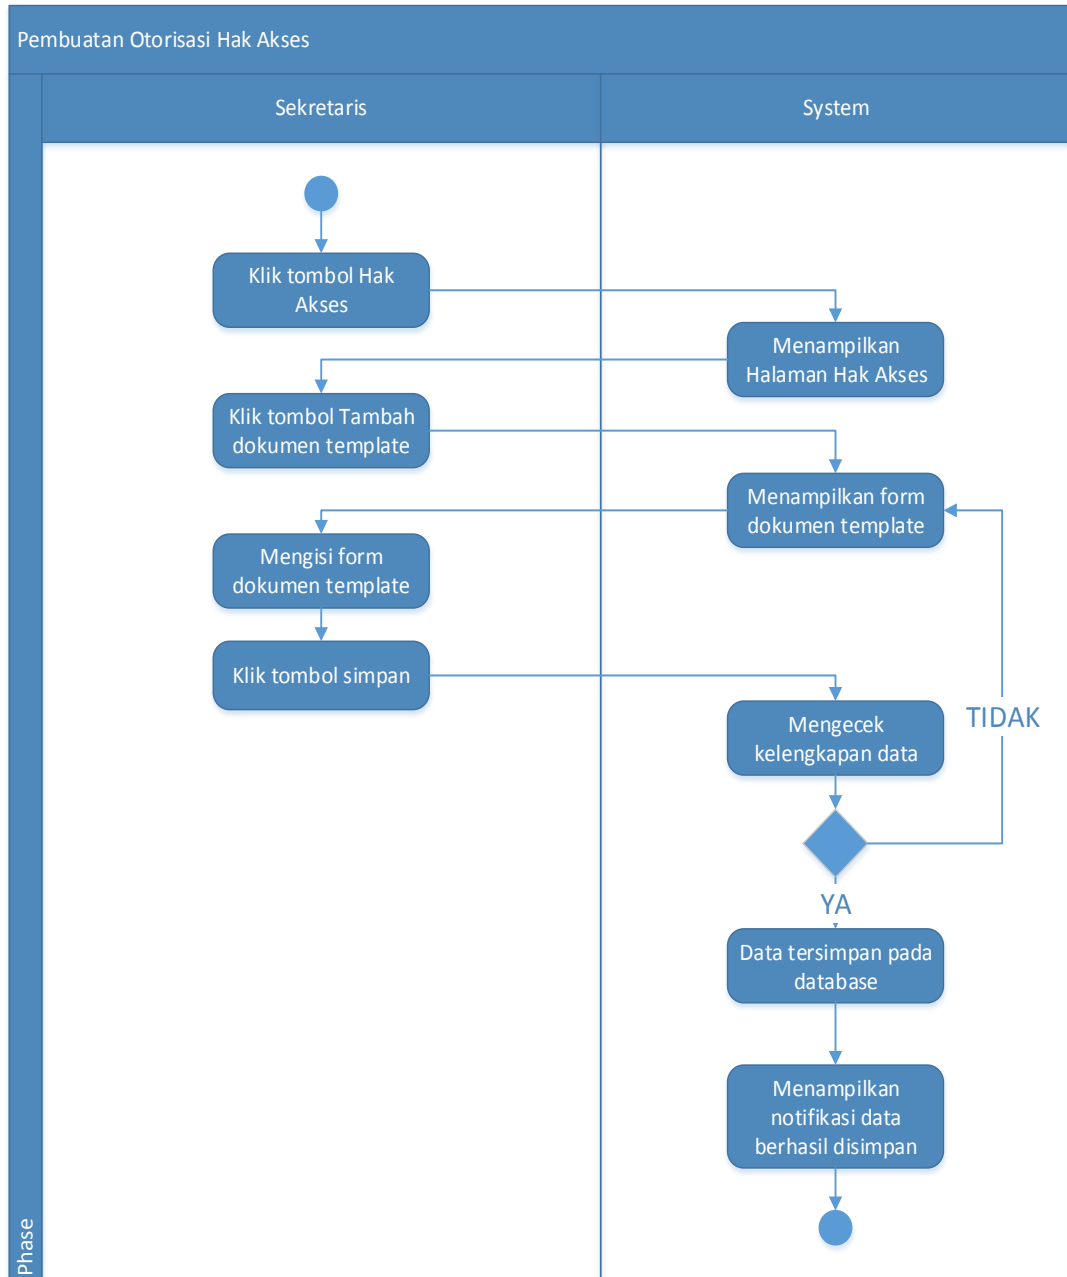 Pembuatan Otorisasi Hak Akses
Sekretaris
System
Klik tombol Hak
Akses
Menampilkan
Halaman Hak Akses
Klik tombol Tambah
dokumen template
Menampilkan form
dokumen template
Mengisi form
dokumen template
Klik tombol simpan
Mengecek
kelengkapan data
TIDAK
YA
Data tersimpan pada
database
Menampilkan
notifikasi data
berhasil disimpan
Phase